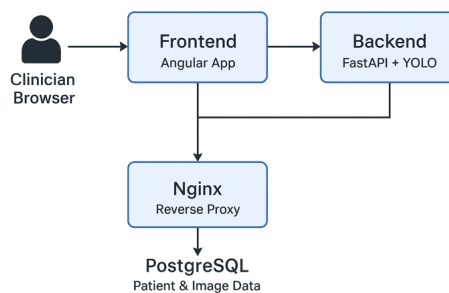 Clinician
Browser
Frontend
Angular App
Backend
FastAPI + YOLO
Nginx
Reverse Proxy
PostgreSQL
Patient & Image Data